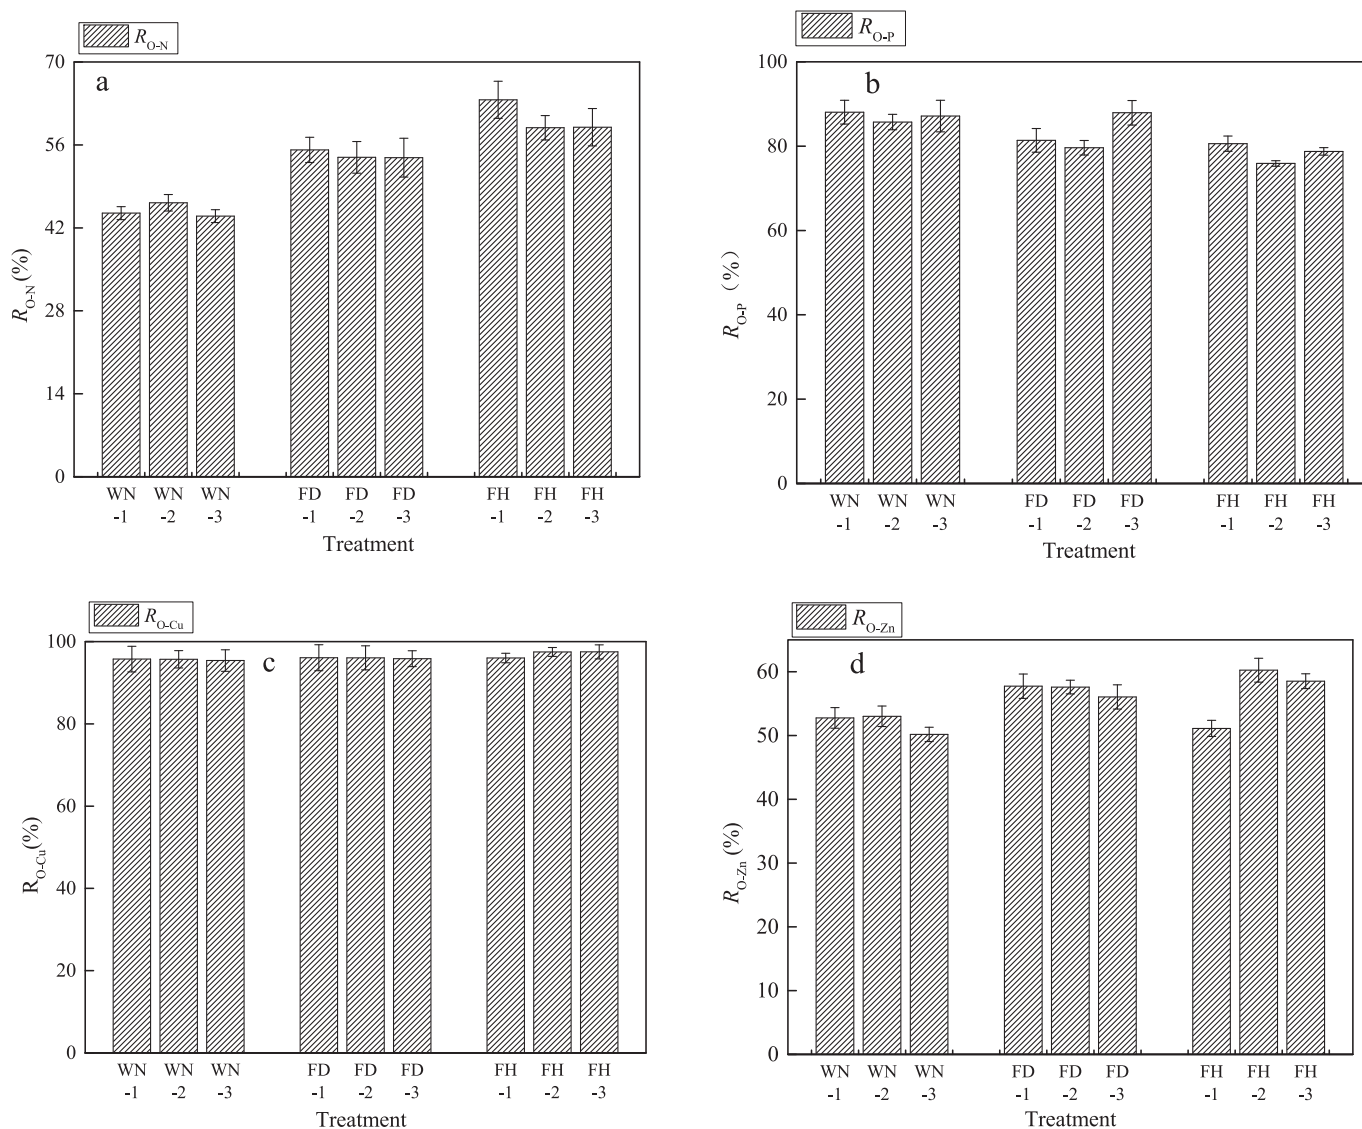 R_O-N
a
70
56
42
28
14
0
R_O-N (%)
WN WN WN FD FD FD FH FH FH
-1 -2 -3 -1 -2 -3 -1 -2 -3
Treatment
R_O-P
b
100
80
60
40
20
0
R_O-P (%)
WN WN WN FD FD FD FH FH FH
-1 -2 -3 -1 -2 -3 -1 -2 -3
Treatment
R_O-Cu
c
100
80
60
40
20
0
R_O-Cu(%)
WN WN WN FD FD FD FH FH FH
-1 -2 -3 -1 -2 -3 -1 -2 -3
Treatment
R_O-Zn
d
60
50
40
30
20
10
0
R_O-Zn (%)
WN WN WN FD FD FD FH FH FH
-1 -2 -3 -1 -2 -3 -1 -2 -3
Treatment